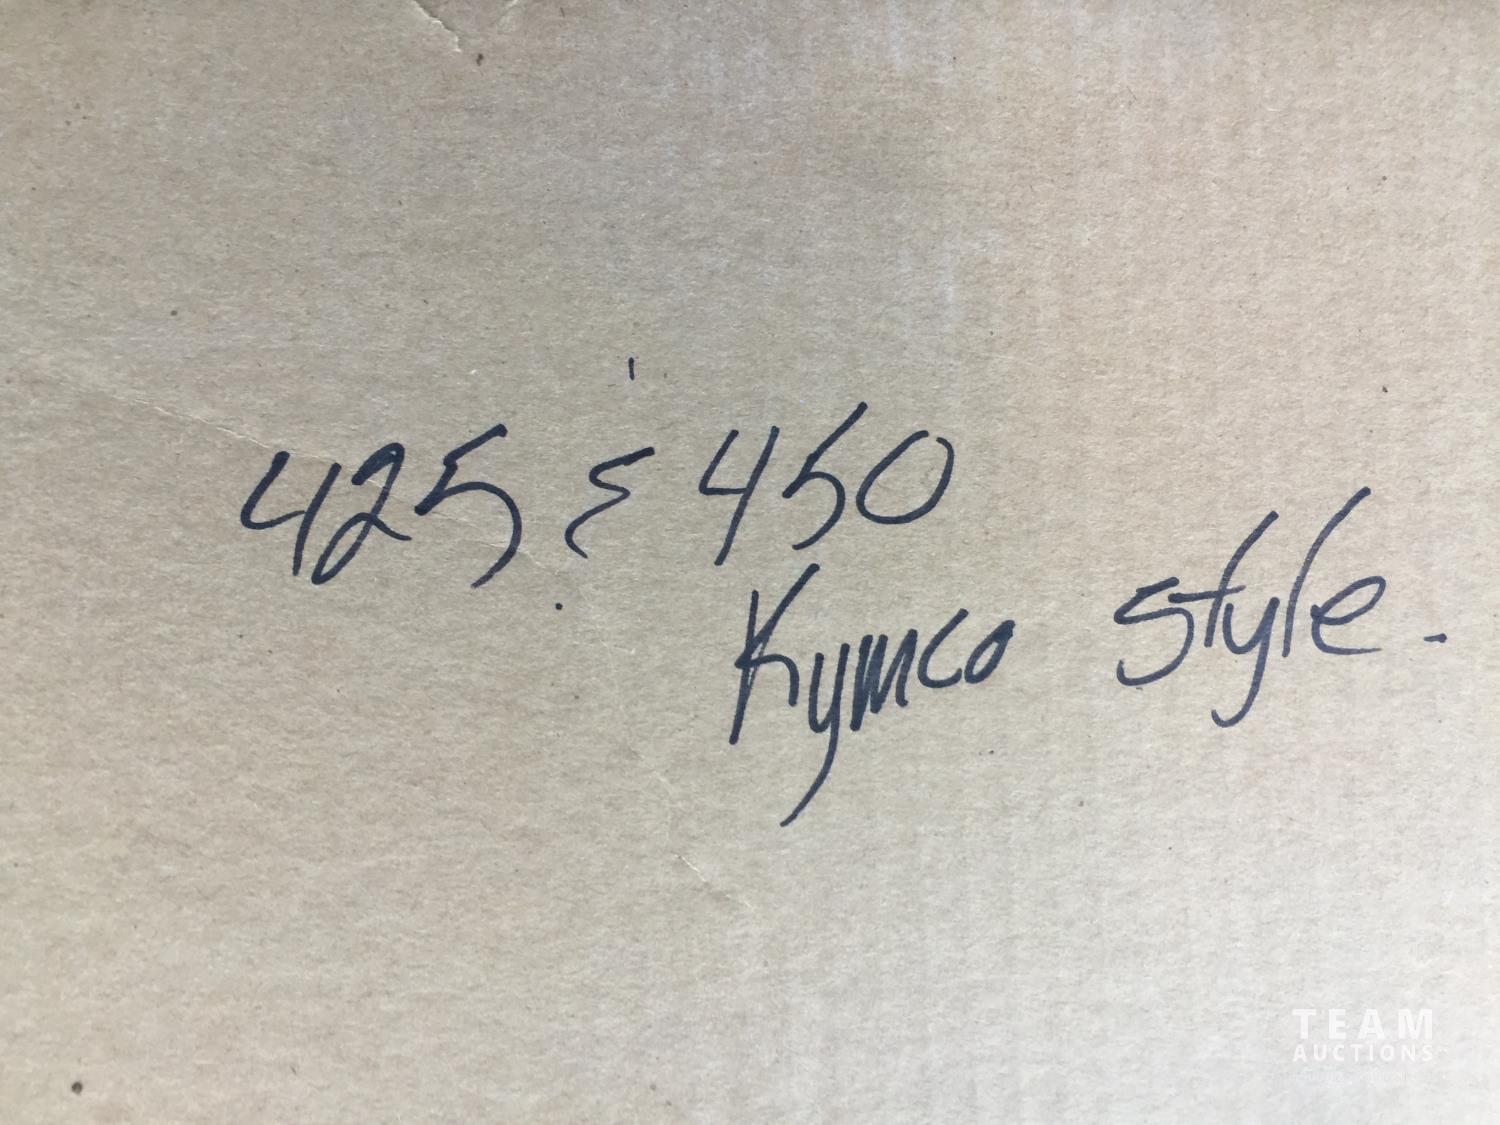 425 & 450
Kymco Style.
TEAM
AUCTIONS